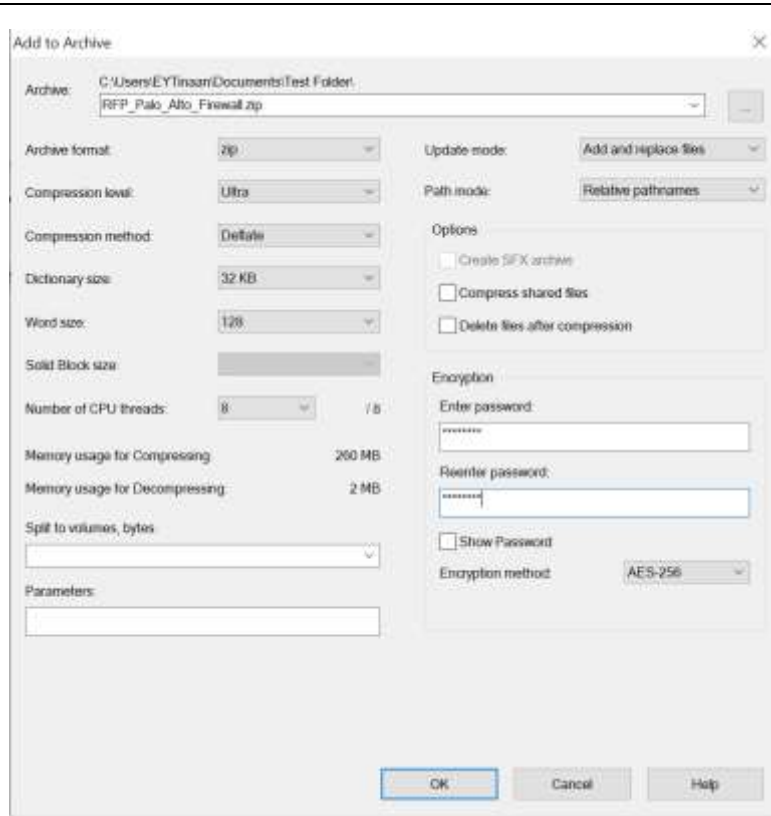 Add to Archive
Archive:
C:\Users\EYTinaan\Documents\Test Folder\
RFP_Palo_Alto_Firewall.zip
...
Archive format:
zip
Compression level:
Ultra
Compression method:
Deflate
Dictionary size:
32 KB
Word size:
128
Solid Block size:
Number of CPU threads:
8
/ 8
Memory usage for Compressing:
260 MB
Memory usage for Decompressing:
2 MB
Split to volumes, bytes:
Parameters:
Update mode:
Add and replace files
Path mode:
Relative pathnames
Options
Create SFX archive
Compress shared files
Delete files after compression
Encryption
Enter password:
********
Reenter password:
********
Show Password
Encryption method:
AES-256
OK
Cancel
Help